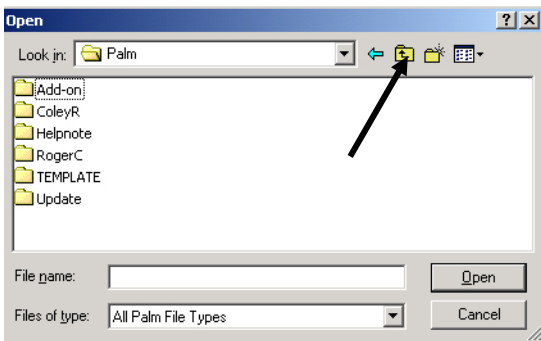 Open
Look in: Palm
Add-on
ColeyR
Helpnote
RogerC
TEMPLATE
Update
File name: Open
Files of type: All Palm File Types Cancel